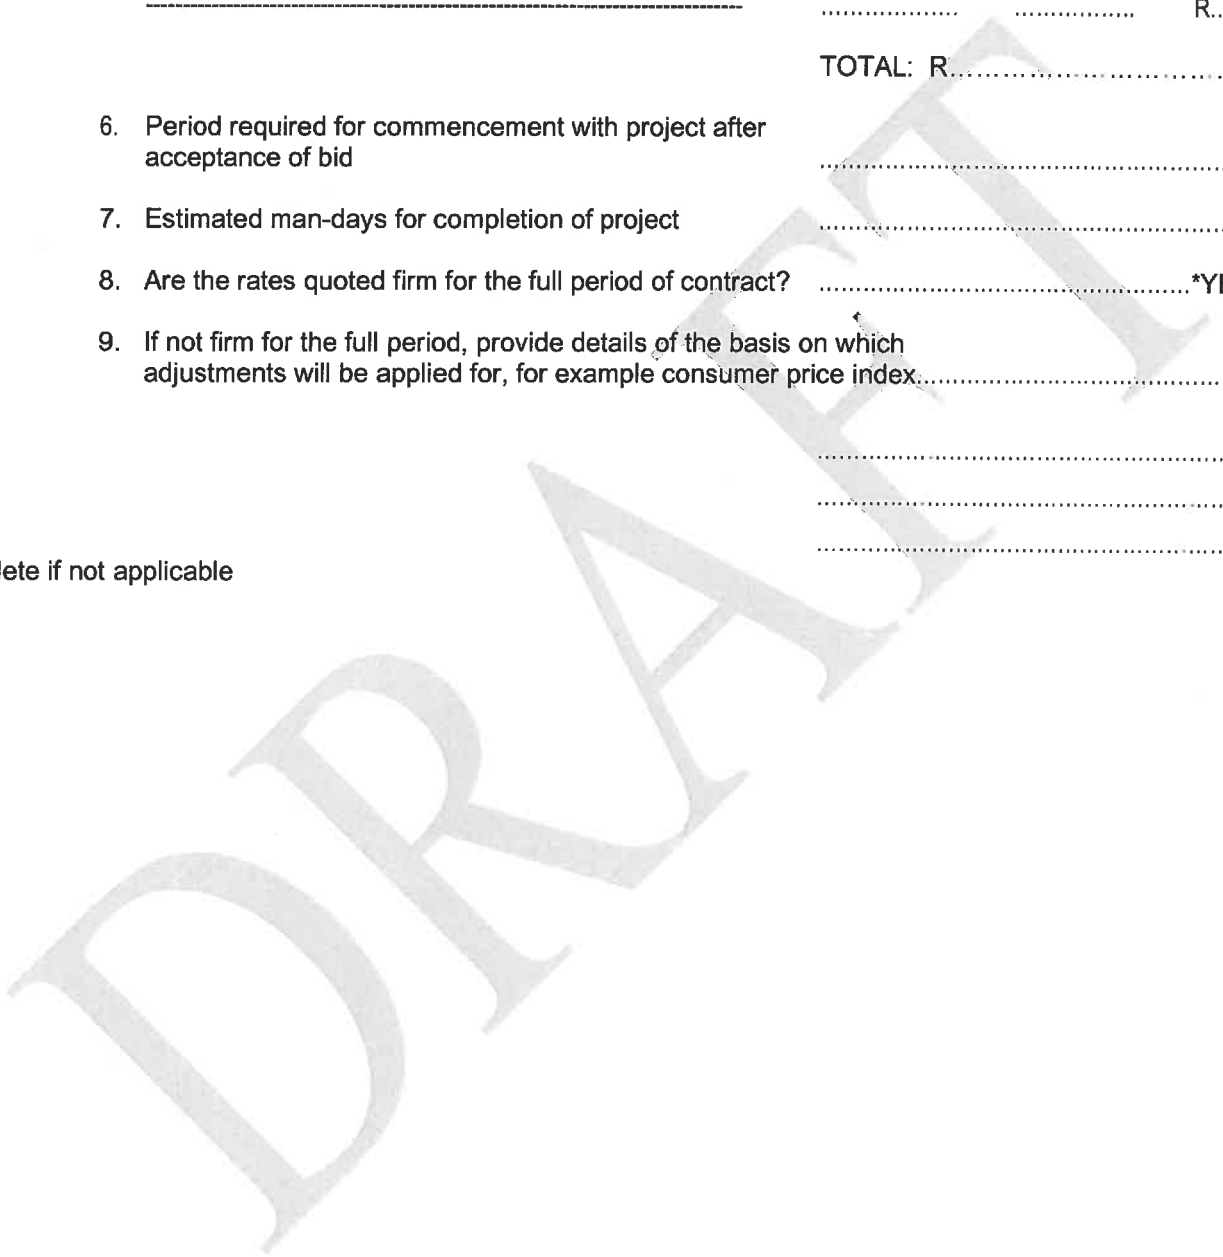 R..
TOTAL: R.......................................
6. Period required for commencement with project after
acceptance of bid ..............................................................
7. Estimated man-days for completion of project ..............................................................
8. Are the rates quoted firm for the full period of contract? ..................................................*
9. If not firm for the full period, provide details of the basis on which
adjustments will be applied for, for example consumer price index..............................................
if not applicable
DRAFT